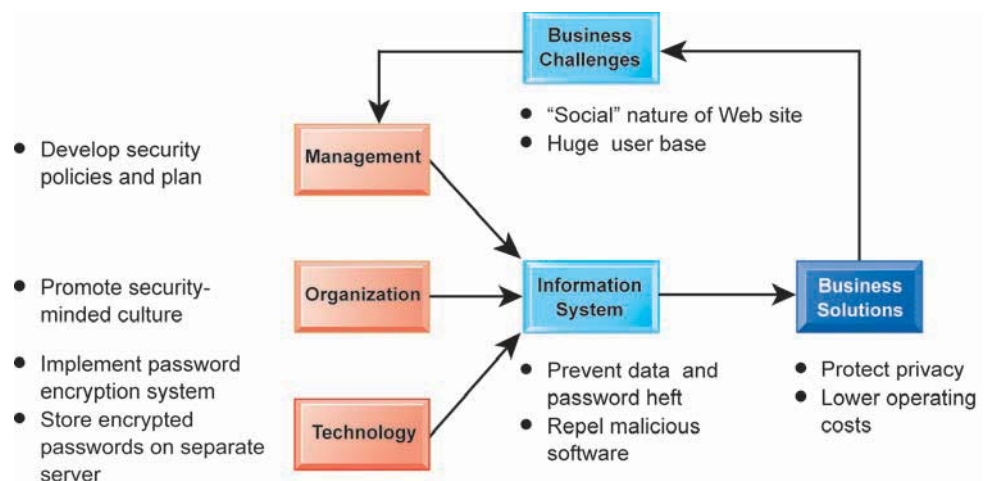 Business
Challenges
● “Social” nature of Web site
● Huge user base
● Develop security
policies and plan
Management
● Promote security-
minded culture
Organization
Information
System
Business
Solutions
● Implement password
encryption system
● Store encrypted
passwords on separate
server
Technology
● Prevent data and
password heft
● Repel malicious
software
● Protect privacy
● Lower operating
costs